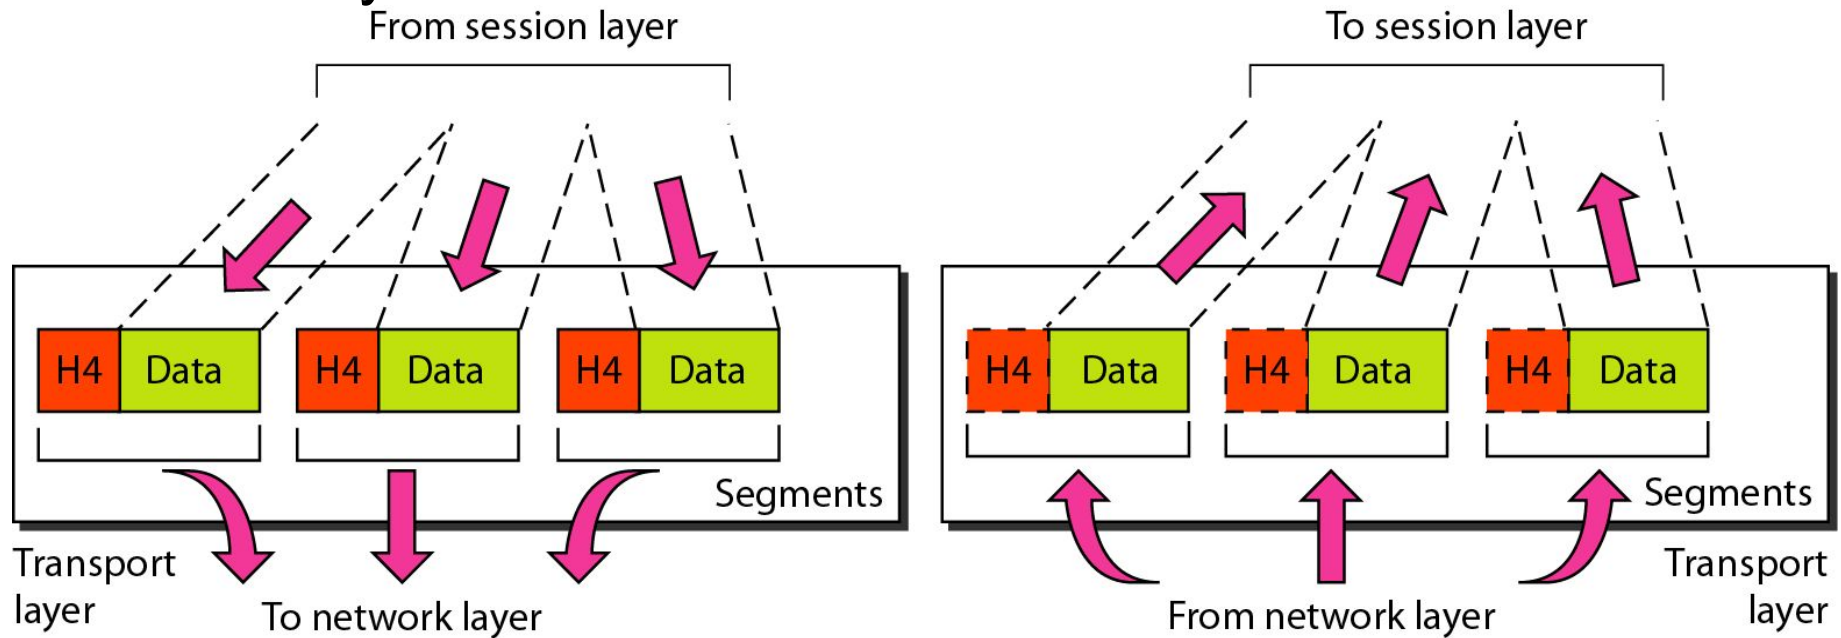 From session layer
H4 Data H4 Data H4 Data
Segments
Transport
layer
To network layer
To session layer
H4 Data H4 Data H4 Data
Segments
From network layer
Transport
layer